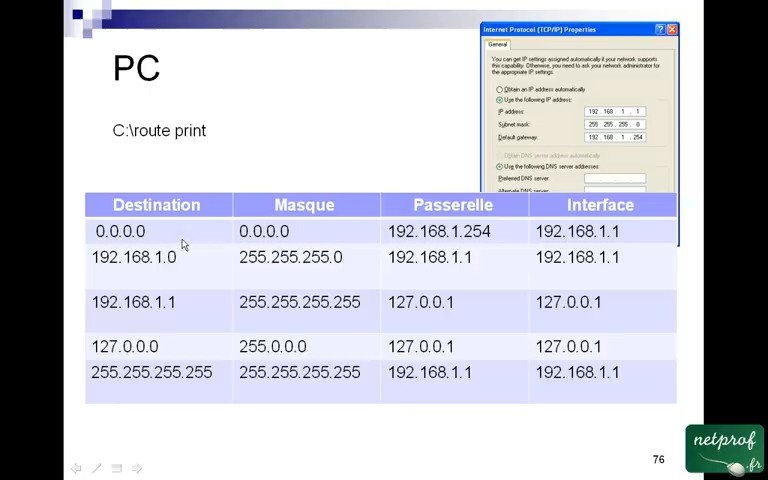 Internet Protocol (TCP/IP) Properties
General
You can get IP settings assigned automatically if your network supports
this capability. Otherwise, you need to ask your network administrator for
the appropriate IP settings.
Obtain an IP address automatically
Use the following IP address:
IP address: 192 . 168 . 1 . 1
Subnet mask: 255 . 255 . 255 . 0
Default gateway: 192 . 168 . 1 . 254
Obtain DNS server address automatically
Use the following DNS server addresses:
Preferred DNS server:
Alternate DNS server:
PC
C:\route print
Destination Masque Passerelle Interface
0.0.0.0 0.0.0.0 192.168.1.254 192.168.1.1
192.168.1.0 255.255.255.0 192.168.1.1 192.168.1.1
192.168.1.1 255.255.255.255 127.0.0.1 127.0.0.1
127.0.0.0 255.0.0.0 127.0.0.1 127.0.0.1
255.255.255.255 255.255.255.255 192.168.1.1 192.168.1.1
76
netprof
.fr